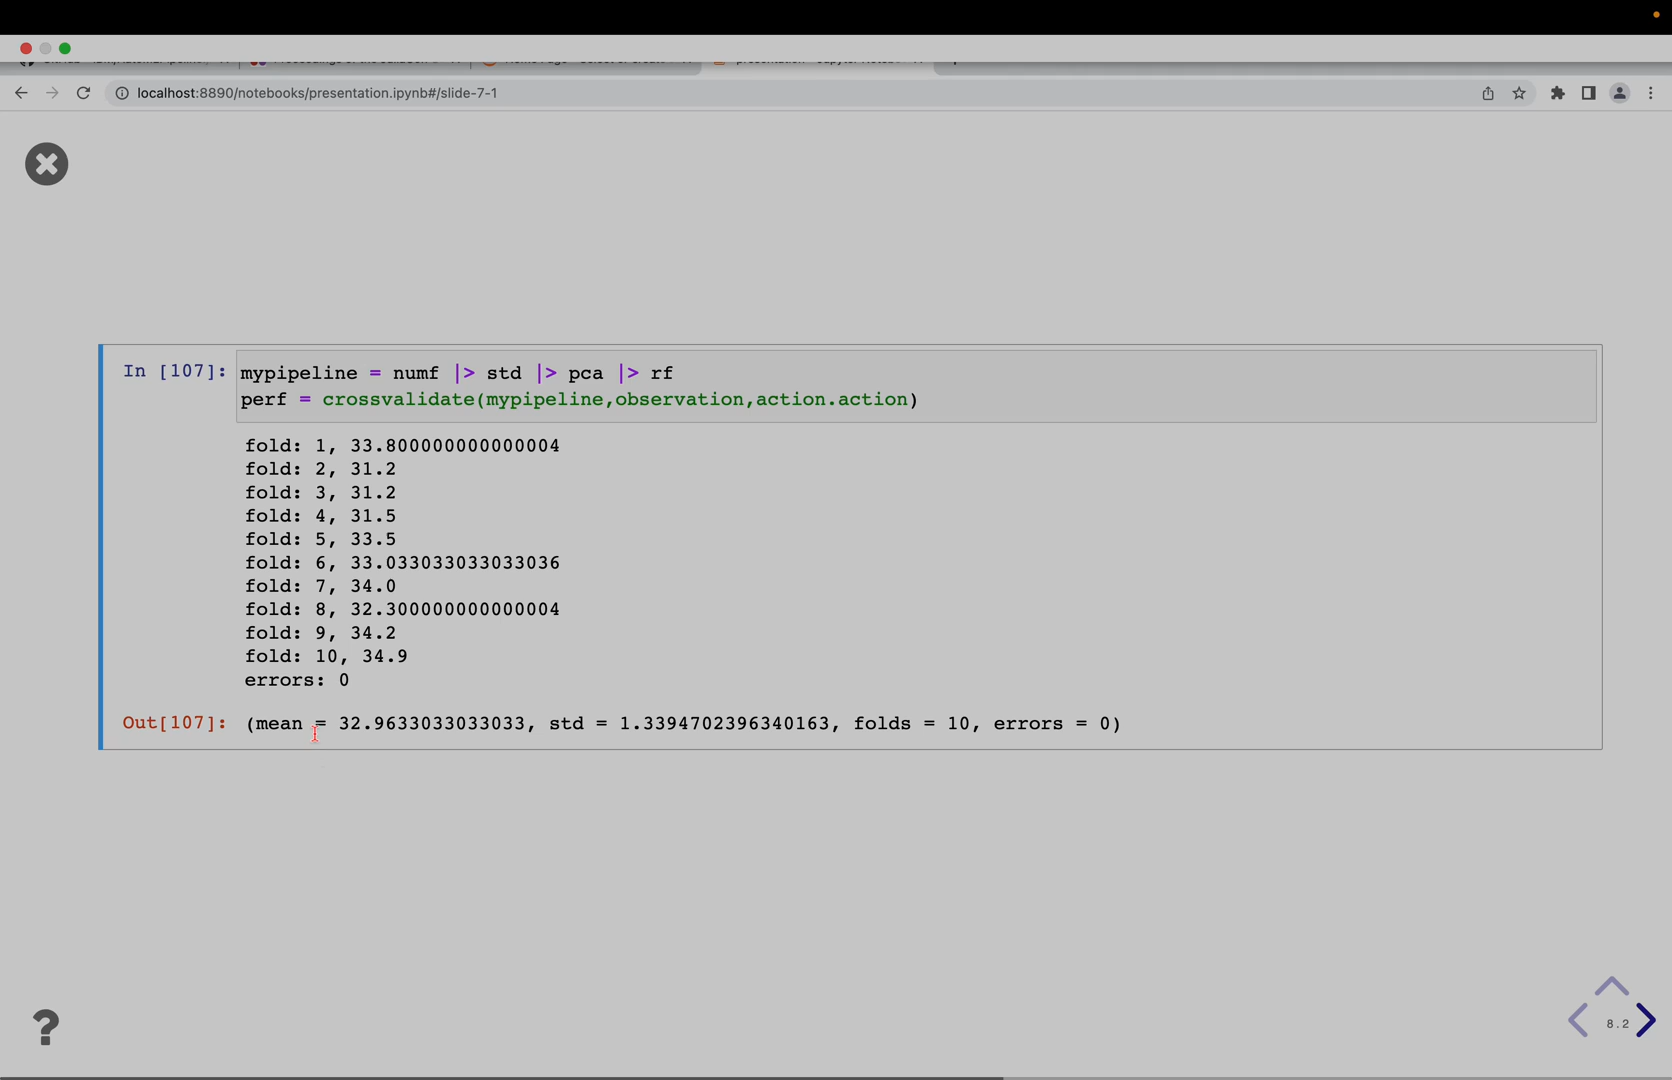 localhost:8890/notebooks/presentation.ipynb#/slide-7-1
In [107]:
mypipeline = numf |> std |> pca |> rf
perf = crossvalidate(mypipeline,observation,action.action)
fold: 1, 33.800000000000004
fold: 2, 31.2
fold: 3, 31.2
fold: 4, 31.5
fold: 5, 33.5
fold: 6, 33.033033033033036
fold: 7, 34.0
fold: 8, 32.300000000000004
fold: 9, 34.2
fold: 10, 34.9
errors: 0
Out[107]: (mean = 32.9633033033033, std = 1.3394702396340163, folds = 10, errors = 0)
?
8.2